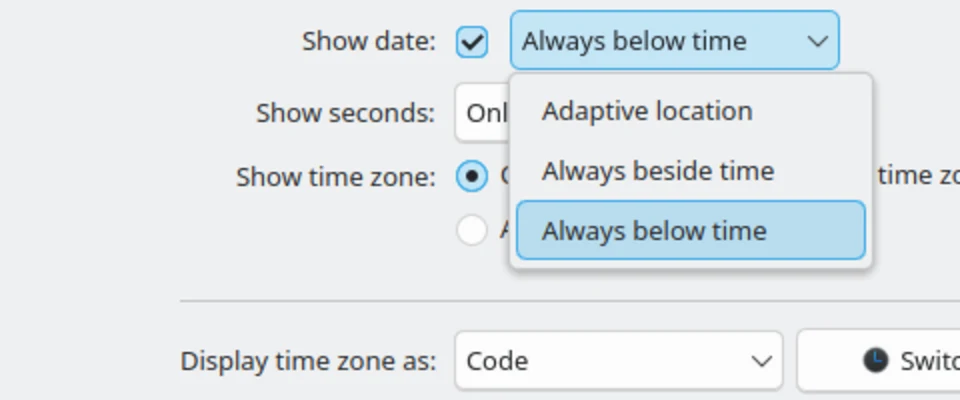 Show date: Always below time
Adaptive location
Show seconds: Onl
Always beside time
Show time zone: time zo
Always below time
Display time zone as: Code Switc